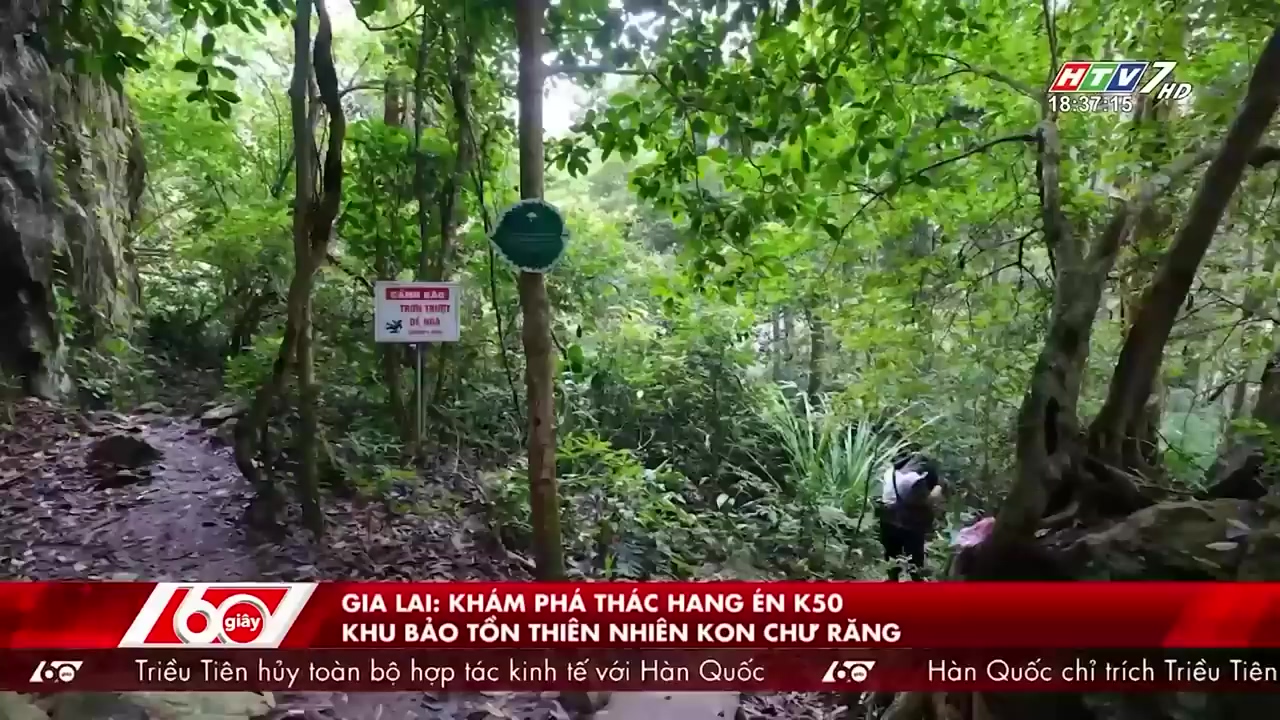 HTV7 HD
18:37:15
CẢNH BÁO
TRƠN TRƯỢT
DỄ NGÃ
60 giây
GIA LAI: KHÁM PHÁ THÁC HANG ÉN K50
KHU BẢO TỒN THIÊN NHIÊN KON CHƯ RĂNG
60 Triều Tiên hủy toàn bộ hợp tác kinh tế với Hàn Quốc 60 Hàn Quốc chỉ trích Triều Tiên